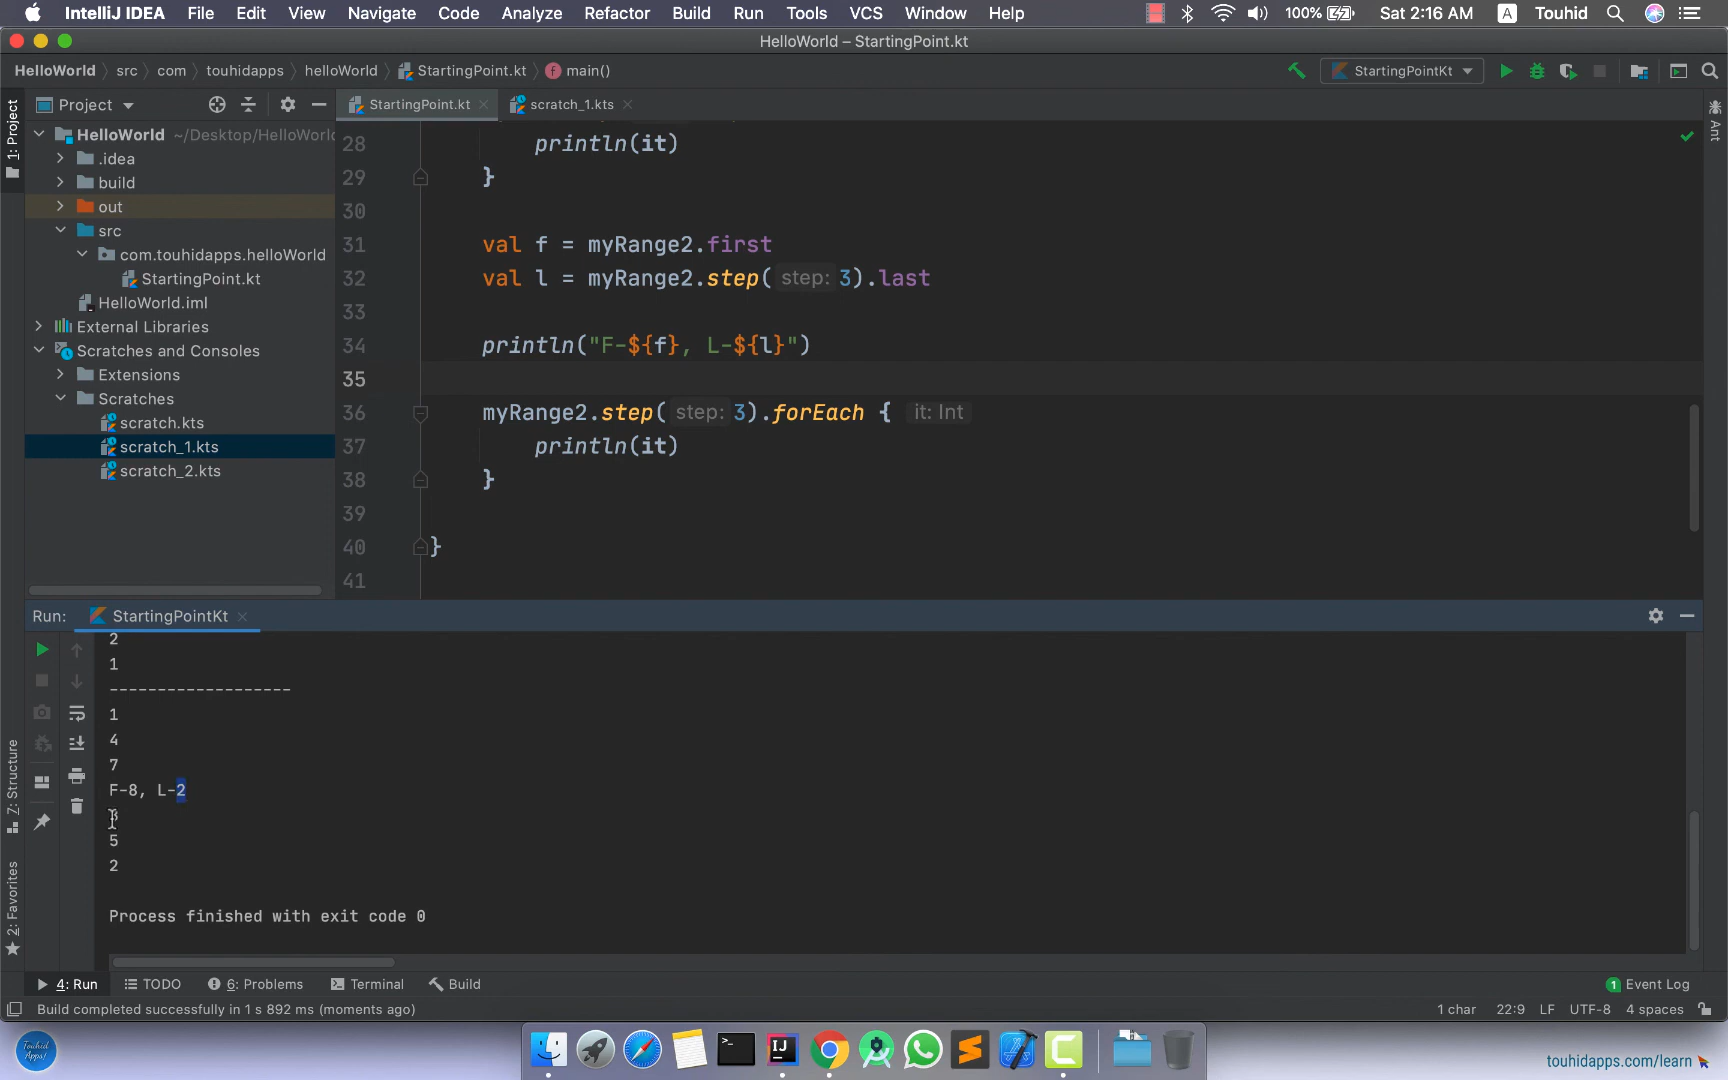 IntelliJ IDEA File Edit View Navigate Code Analyze Refactor Build Run Tools VCS Window Help 100% Sat 2:16 AM A Touhid
HelloWorld – StartingPoint.kt
HelloWorld src com touhidapps helloWorld StartingPoint.kt main() StartingPointKt
1: Project
Project
StartingPoint.kt
scratch_1.kts
Ant
HelloWorld ~/Desktop/HelloWorld
.idea
build
out
src
com.touhidapps.helloWorld
StartingPoint.kt
HelloWorld.iml
External Libraries
Scratches and Consoles
Extensions
Scratches
scratch.kts
scratch_1.kts
scratch_2.kts
28 println(it)
29 }
30
31 val f = myRange2.first
32 val l = myRange2.step( step: 3).last
33
34 println("F-${f}, L-${l}")
35
36 myRange2.step( step: 3).forEach { it: Int
37 println(it)
38 }
39
40 }
41
Run: StartingPointKt
2
1
-------------------
1
4
7
F-8, L-2
5
2
Process finished with exit code 0
Z: Structure
2: Favorites
4: Run TODO 6: Problems Terminal Build 1 Event Log
Build completed successfully in 1 s 892 ms (moments ago) 1 char 22:9 LF UTF-8 4 spaces
Touhid Apps!
touhidapps.com/learn